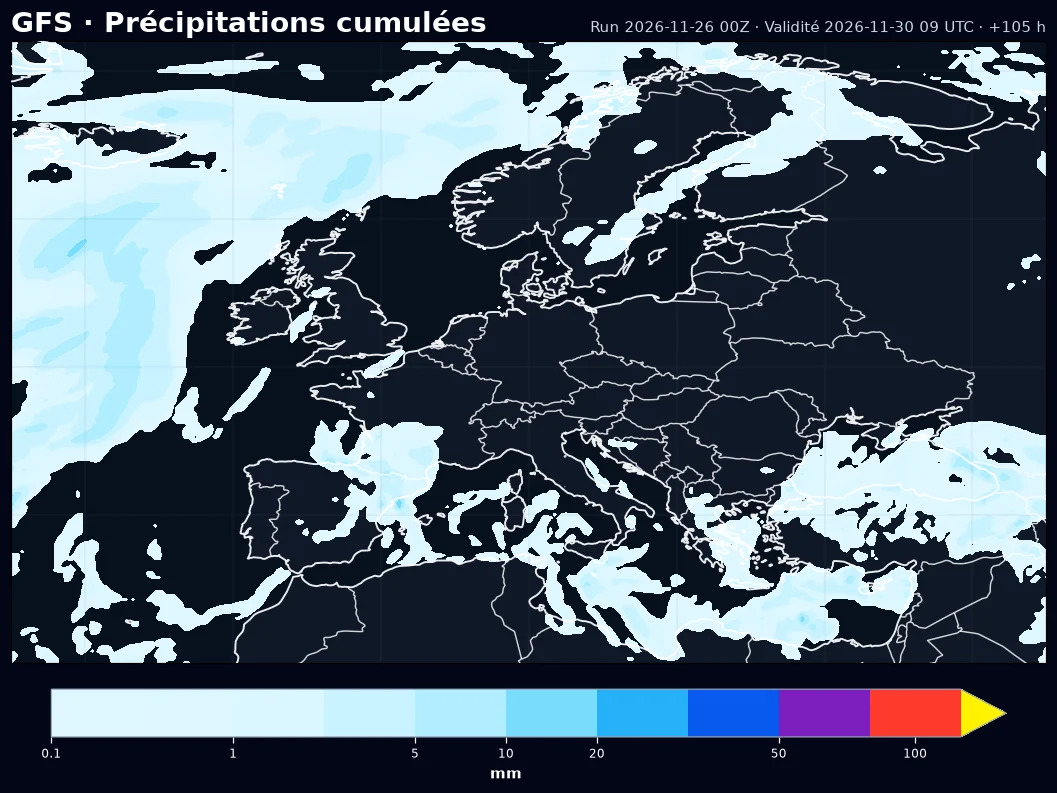 GFS · Précipitations cumulées
Run 2026-11-26 00Z · Validité 2026-11-30 09 UTC · +105 h
0.1 1 5 10 20 50 100
mm